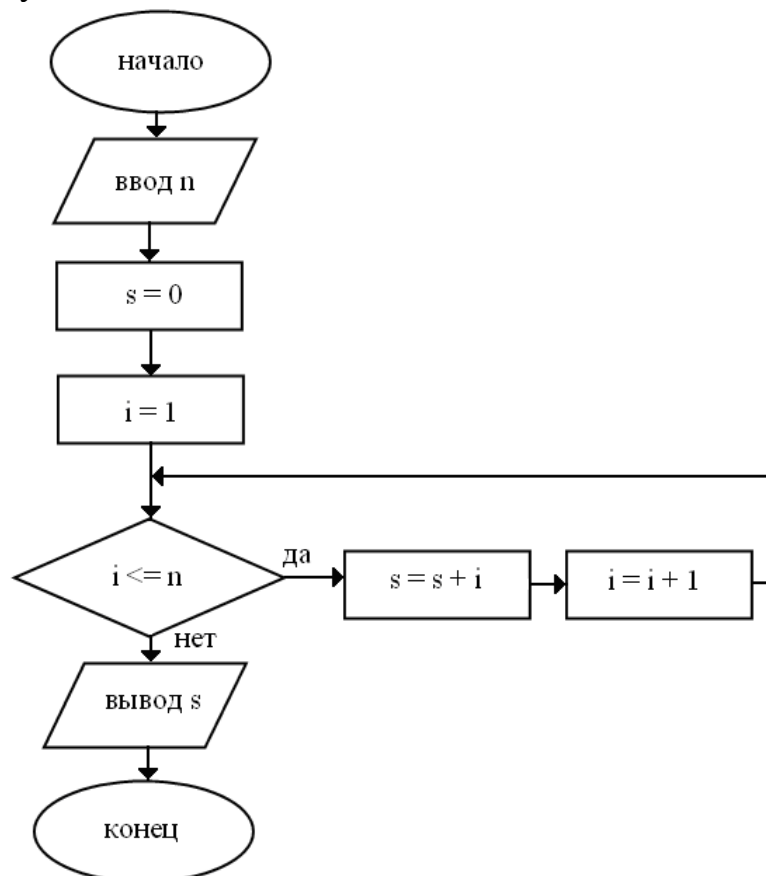 начало
ввод n
s = 0
i = 1
i <= n
да
s = s + i
i = i + 1
нет
вывод s
конец